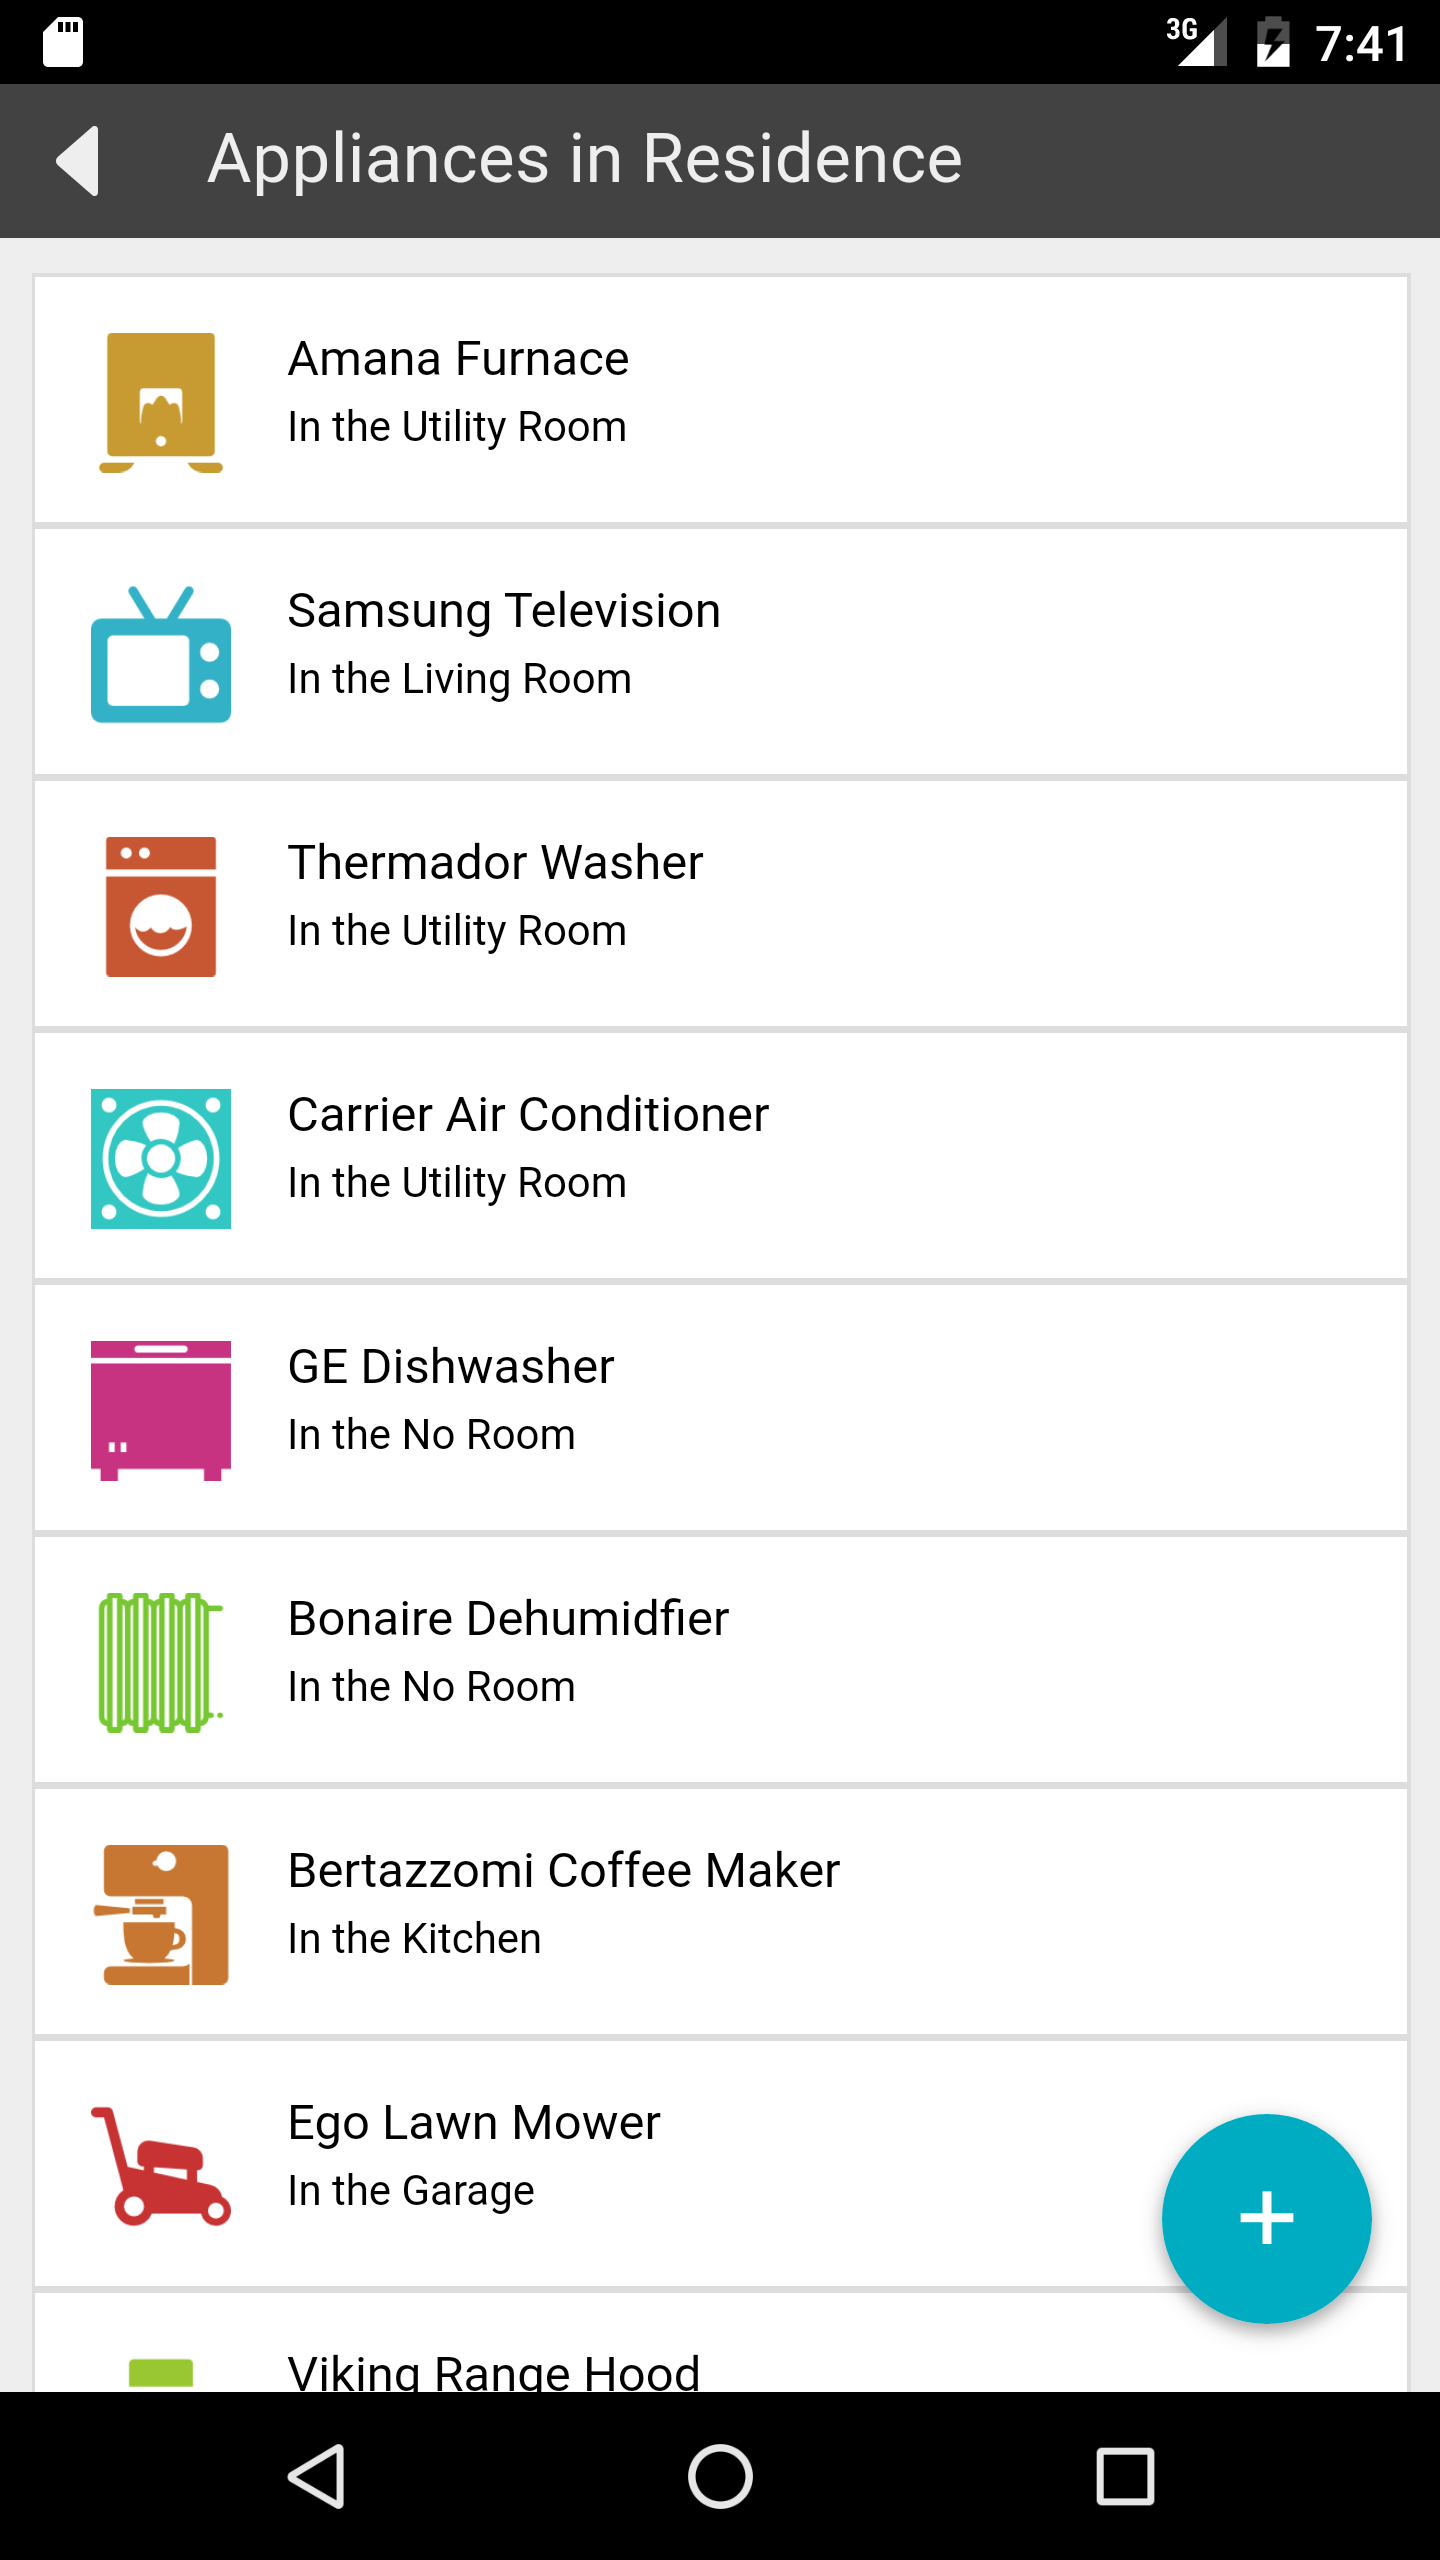 3G 7:41
Appliances in Residence
Amana Furnace
In the Utility Room
Samsung Television
In the Living Room
Thermador Washer
In the Utility Room
Carrier Air Conditioner
In the Utility Room
GE Dishwasher
In the No Room
Bonaire Dehumidfier
In the No Room
Bertazzomi Coffee Maker
In the Kitchen
Ego Lawn Mower
In the Garage
Viking Range Hood